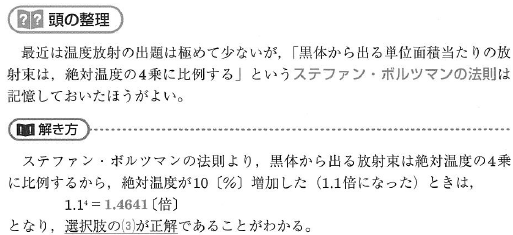 ?? 頭の整理
最近は温度放射の出題は極めて少ないが，「黒体から出る単位面積当たりの放
射束は，絶対温度の4乗に比例する」というステファン・ボルツマンの法則は
記憶しておいたほうがよい。
解き方
ステファン・ボルツマンの法則より，黒体から出る放射束は絶対温度の4乗
に比例するから，絶対温度が10〔%〕増加した（1.1倍になった）ときは，
1.1⁴＝1.4641〔倍〕
となり，選択肢の(3)が正解であることがわかる。